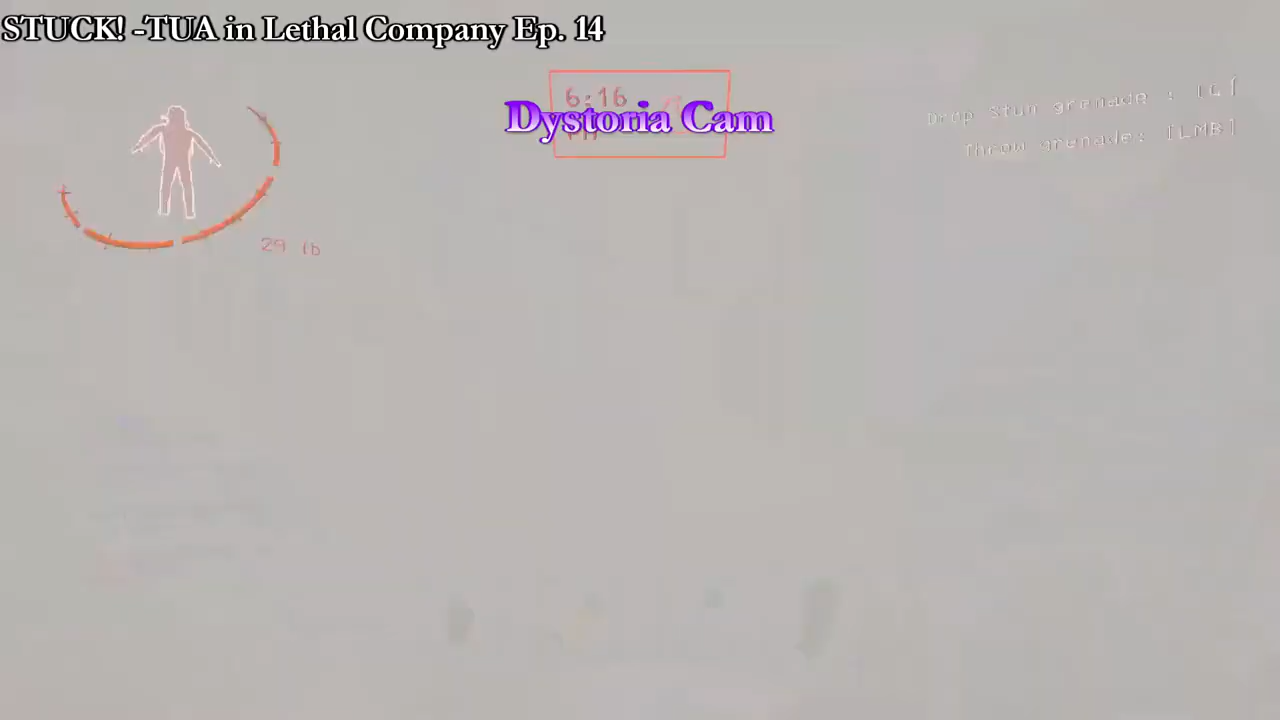 STUCK! -TUA in Lethal Company Ep. 14
6:16
Dystoria Cam
Drop Stun grenade : [G]
Throw grenade: [LMB]
29 lb